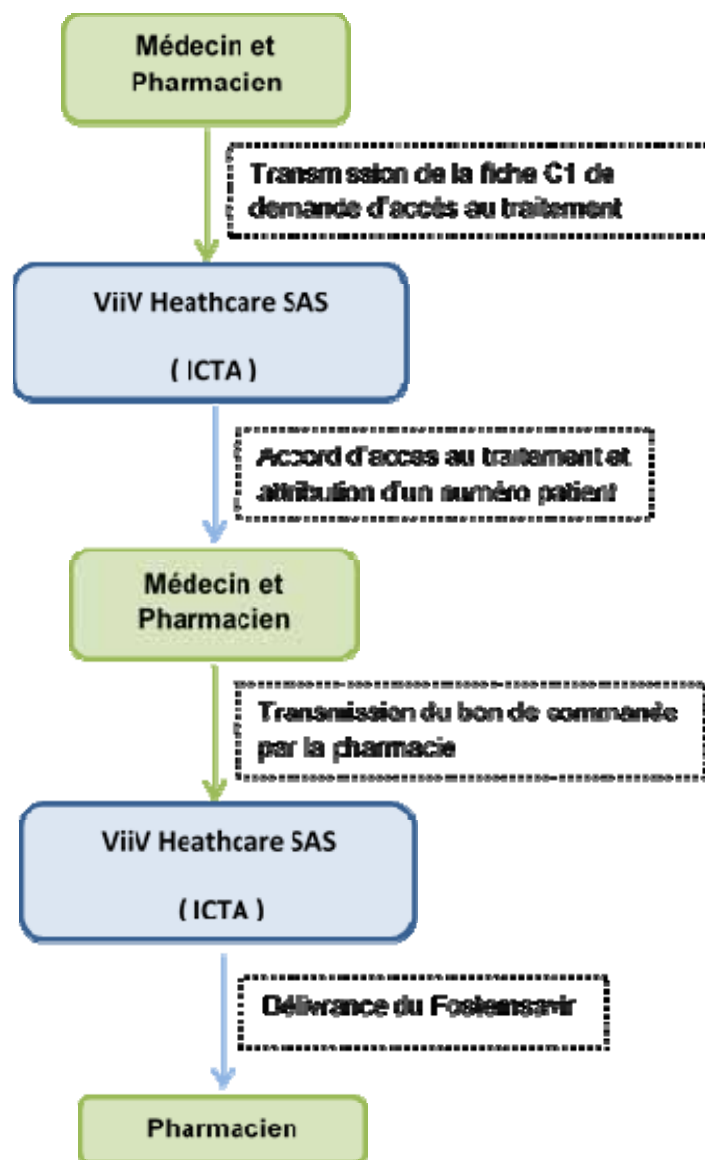 Médecin et
Pharmacien
Transmission de la fiche C1 de
demande d'accès au traitement
ViiV Heathcare SAS
( ICTA )
Accord d'accès au traitement et
attribution d'un numéro patient
Médecin et
Pharmacien
Transmission du bon de commande
par la pharmacie
ViiV Heathcare SAS
( ICTA )
Délivrance du Fostemsavir
Pharmacien